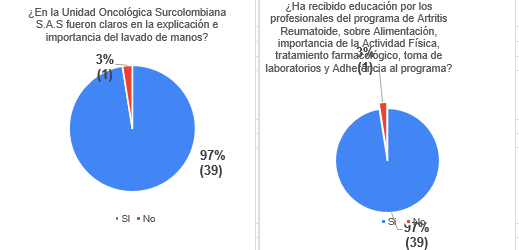 ¿En la Unidad Oncológica Surcolombiana
S.A.S fueron claros en la explicación e
importancia del lavado de manos?
3%
(1)
97%
(39)
SI No
¿Ha recibido educación por los
profesionales del programa de Artritis
Reumatoide, sobre Alimentación,
importancia de la Actividad Física,
tratamiento farmacológico, toma de
laboratorios y Adherencia al programa?
3%
(1)
Si No
97%
(39)